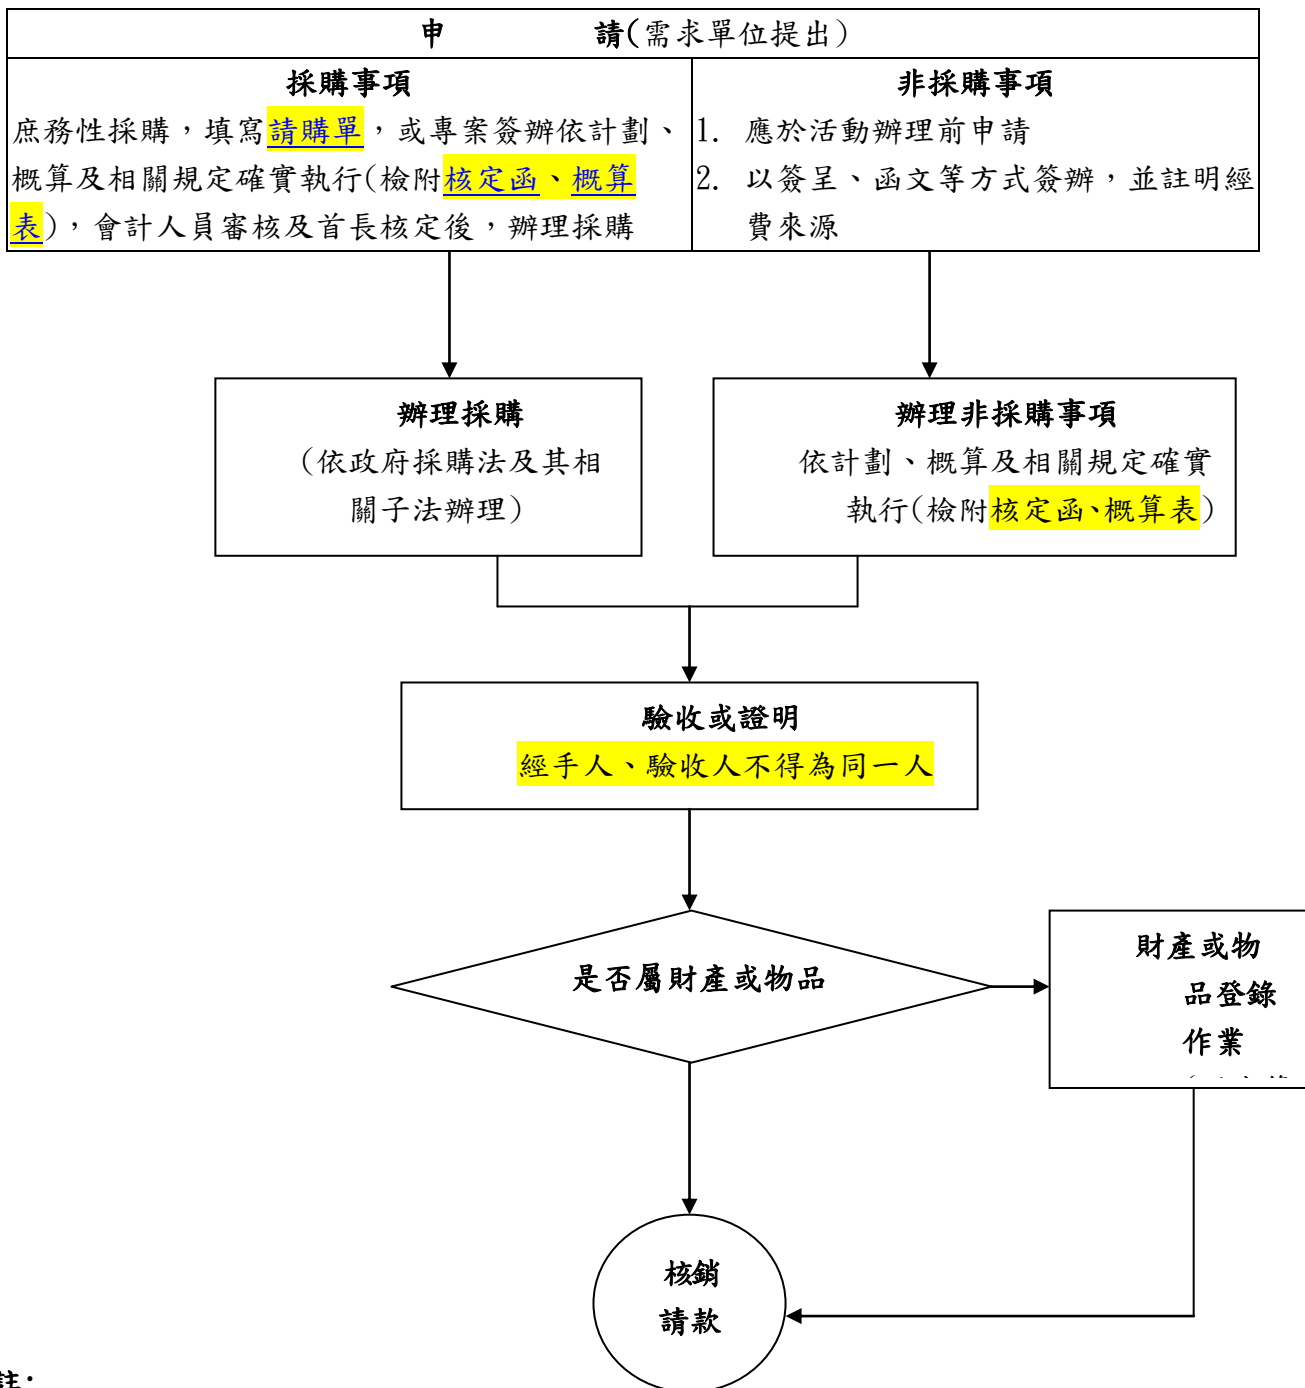 申　　　　請(需求單位提出)
採購事項
庶務性採購，填寫請購單，或專案簽辦依計劃、
概算及相關規定確實執行(檢附核定函、概算
表)，會計人員審核及首長核定後，辦理採購
非採購事項
1. 應於活動辦理前申請
2. 以簽呈、函文等方式簽辦，並註明經
費來源
辦理採購
(依政府採購法及其相
關子法辦理)
辦理非採購事項
依計劃、概算及相關規定確實
執行(檢附核定函、概算表)
驗收或證明
經手人、驗收人不得為同一人
是否屬財產或物品
財產或物
品登錄
作業
核銷
請款
註：